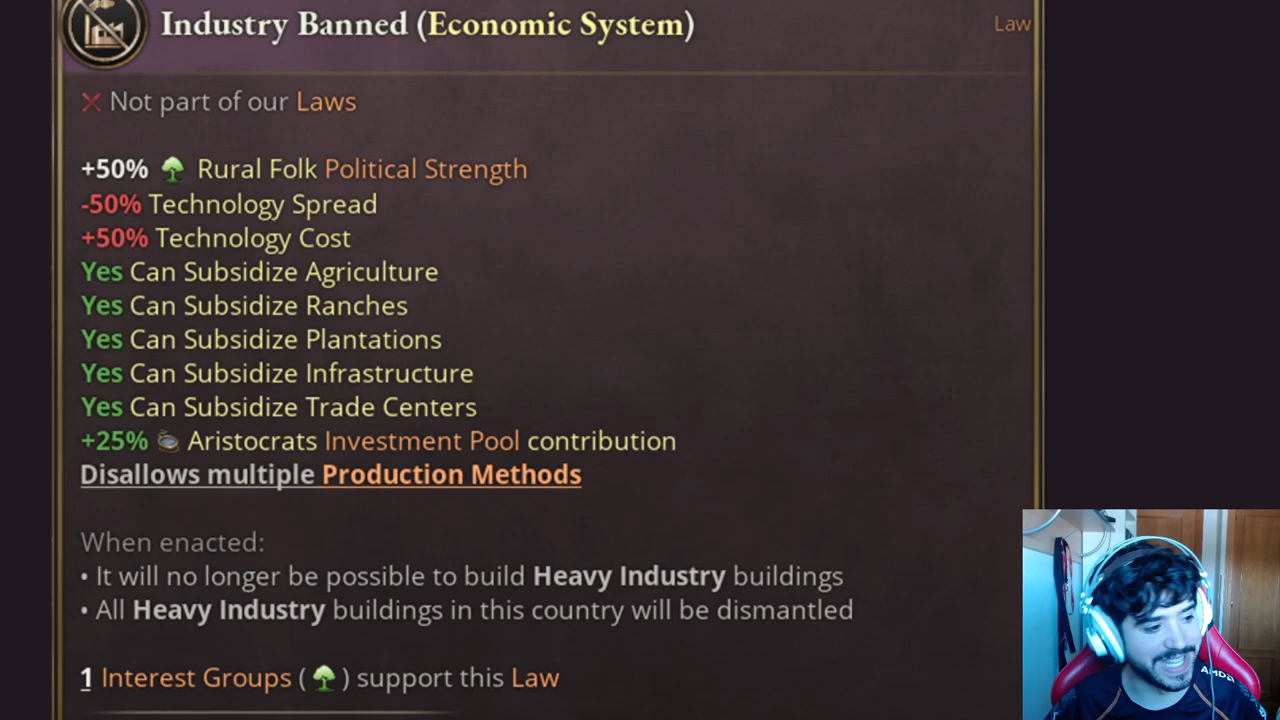 Industry Banned (Economic System)
Law
Not part of our Laws
+50% Rural Folk Political Strength
-50% Technology Spread
+50% Technology Cost
Yes Can Subsidize Agriculture
Yes Can Subsidize Ranches
Yes Can Subsidize Plantations
Yes Can Subsidize Infrastructure
Yes Can Subsidize Trade Centers
+25% Aristocrats Investment Pool contribution
Disallows multiple Production Methods
When enacted:
• It will no longer be possible to build Heavy Industry buildings
• All Heavy Industry buildings in this country will be dismantled
1 Interest Groups ( ) support this Law
AMD